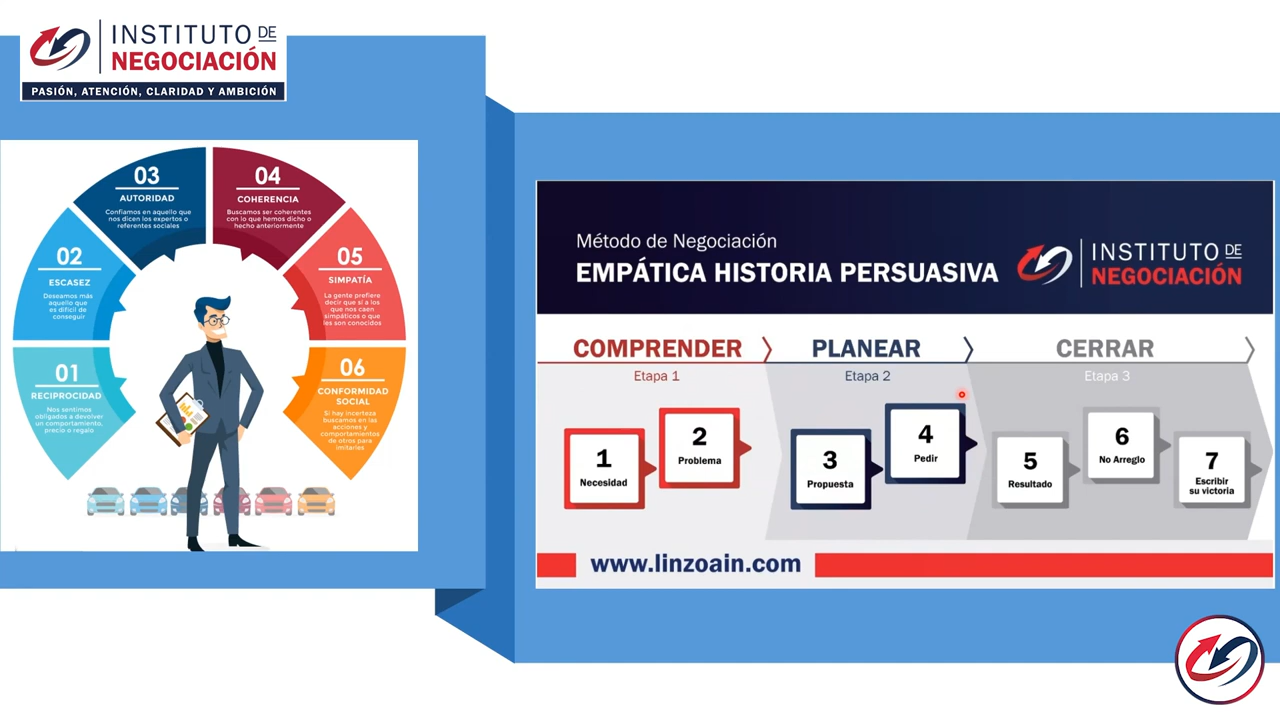 INSTITUTO DE
NEGOCIACIÓN
PASIÓN, ATENCIÓN, CLARIDAD Y AMBICIÓN
01
RECIPROCIDAD
Nos sentimos
obligados a devolver
un comportamiento,
precio o regalo
02
ESCASEZ
Deseamos más
aquello que
es difícil de
conseguir
03
AUTORIDAD
Confiamos en aquello que
nos dicen los expertos o
referentes sociales
04
COHERENCIA
Buscamos ser coherentes
con lo que hemos dicho o
hecho anteriormente
05
SIMPATÍA
La gente prefiere
decir que sí a los
que nos caen
simpáticos o que
les son conocidos
06
CONFORMIDAD
SOCIAL
Si hay incerteza
buscamos en las
acciones y
comportamientos
de otros para
imitarles
Método de Negociación
EMPÁTICA HISTORIA PERSUASIVA
INSTITUTO DE
NEGOCIACIÓN
COMPRENDER
Etapa 1
PLANEAR
Etapa 2
CERRAR
Etapa 3
1
Necesidad
2
Problema
3
Propuesta
4
Pedir
5
Resultado
6
No Arreglo
7
Escribir
su victoria
www.linzoain.com